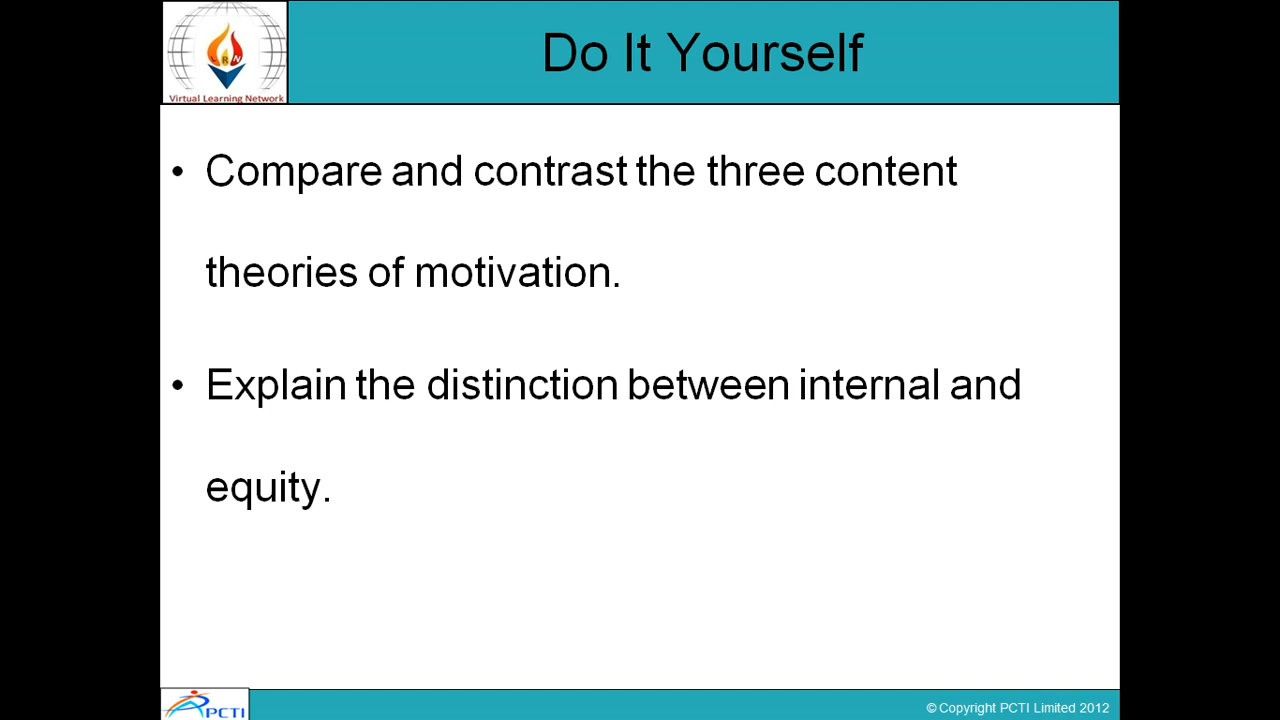 Do It Yourself
LRN
Virtual Learning Network
• Compare and contrast the three content
theories of motivation.
• Explain the distinction between internal and
equity.
PCTI
© Copyright PCTI Limited 2012